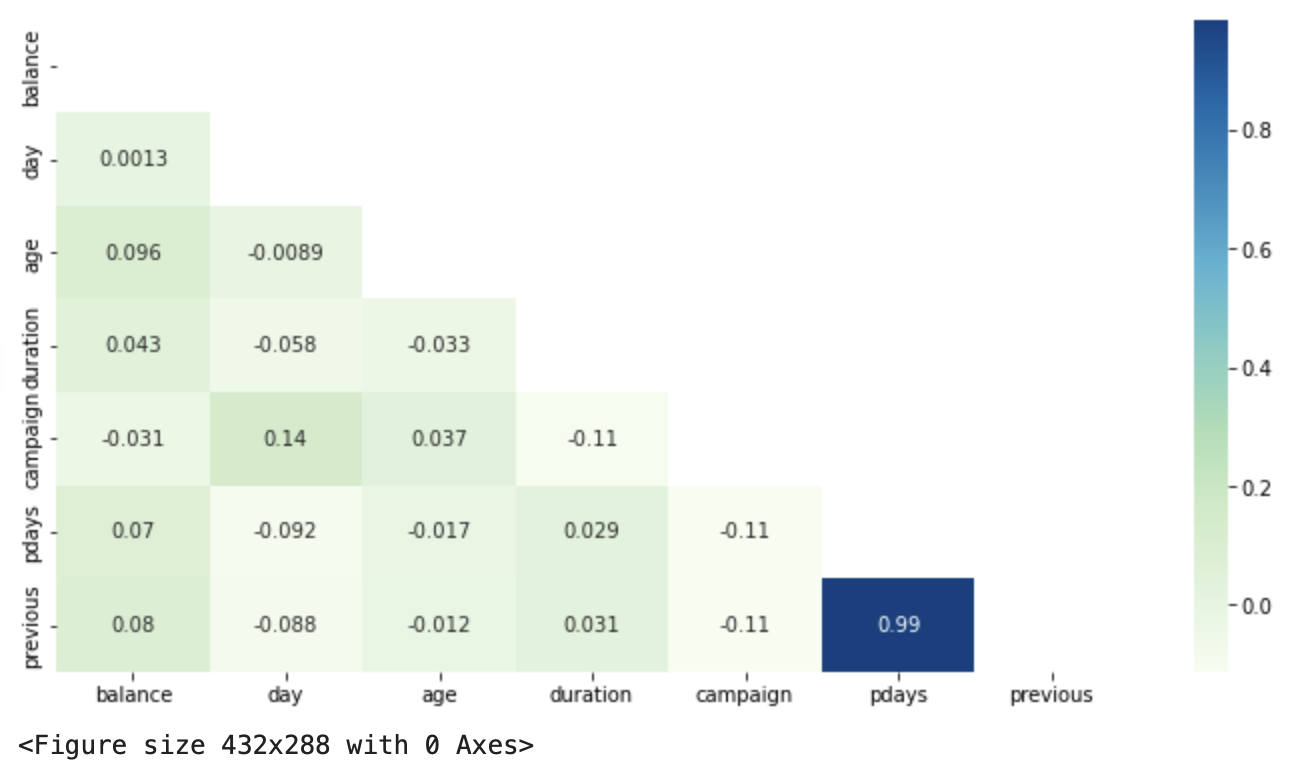 balance
day 0.0013
0.8
age 0.096 -0.0089
0.6
duration 0.043 -0.058 -0.033
0.4
campaign -0.031 0.14 0.037 -0.11
0.2
pdays 0.07 -0.092 -0.017 0.029 -0.11
0.0
previous 0.08 -0.088 -0.012 0.031 -0.11 0.99
balance day age duration campaign pdays previous
<Figure size 432x288 with 0 Axes>